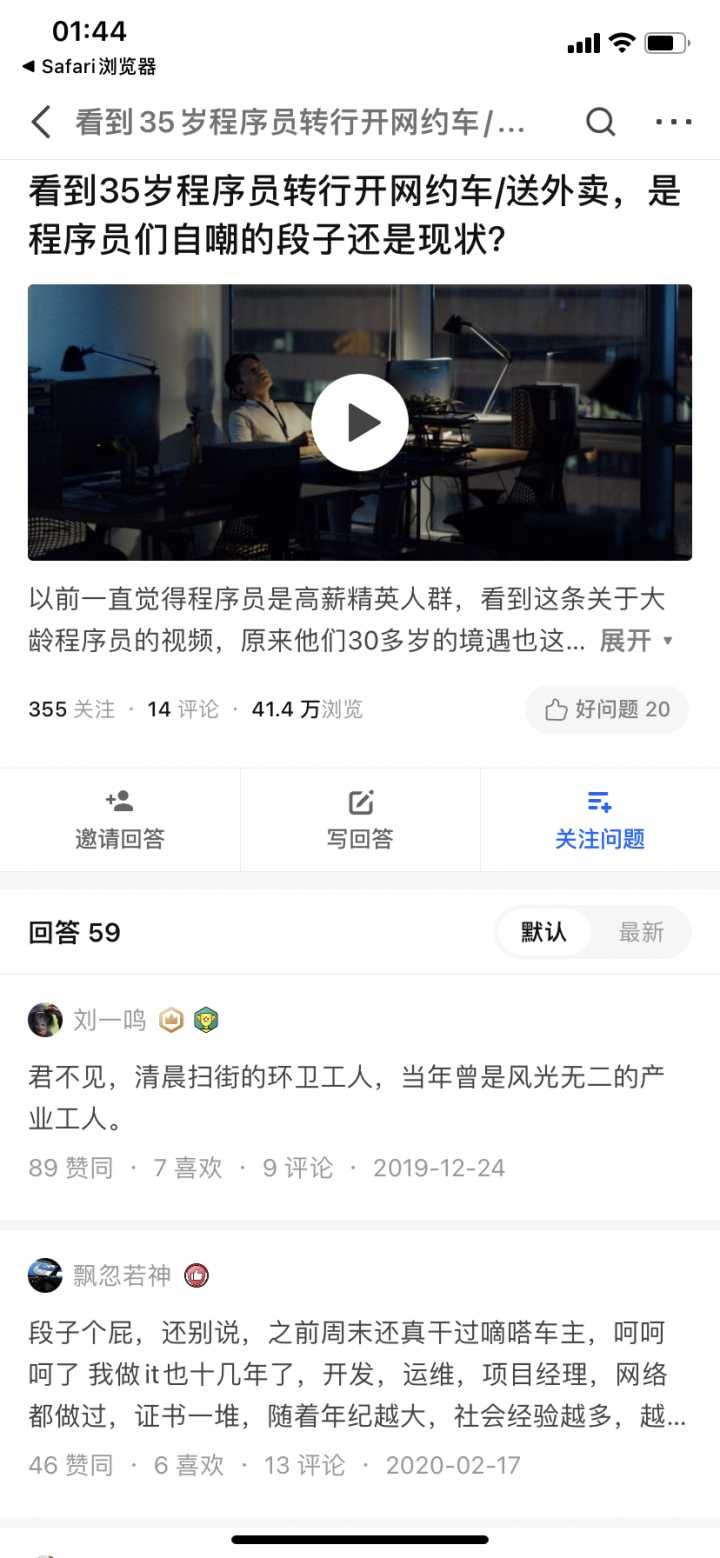 01:44
◀ Safari浏览器
看到35岁程序员转行开网约车/...
看到35岁程序员转行开网约车/送外卖，是
程序员们自嘲的段子还是现状?
以前一直觉得程序员是高薪精英人群，看到这条关于大
龄程序员的视频，原来他们30多岁的境遇也这... 展开 ▾
355 关注 · 14 评论 · 41.4 万浏览
好问题 20
邀请回答
写回答
关注问题
回答 59
默认
最新
刘一鸣
君不见，清晨扫街的环卫工人，当年曾是风光无二的产
业工人。
89 赞同 · 7 喜欢 · 9 评论 · 2019-12-24
飘忽若神
段子个屁，还别说，之前周末还真干过嘀嗒车主，呵呵
呵了 我做it也十几年了，开发，运维，项目经理，网络
都做过，证书一堆，随着年纪越大，社会经验越多，越...
46 赞同 · 6 喜欢 · 13 评论 · 2020-02-17